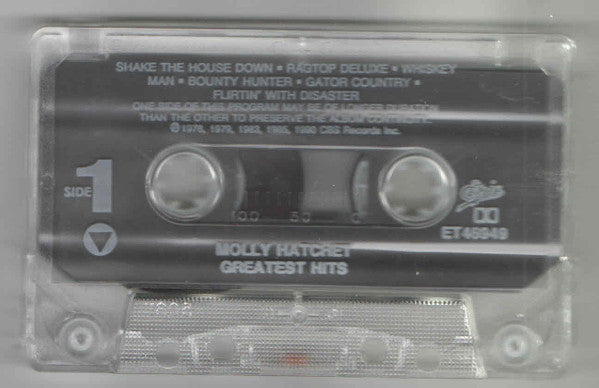 SHAKE THE HOUSE DOWN • RAGTOP DELUXE • WHISKEY
MAN • BOUNTY HUNTER • GATOR COUNTRY •
FLIRTIN' WITH DISASTER
ONE SIDE OF THIS PROGRAM MAY BE OF LONGER DURATION
THAN THE OTHER TO PRESERVE THE ALBUM CONTINUITY.
1978, 1979, 1983, 1985, 1990 CBS Records Inc.
SIDE 1
Epic
100 50 0
ET 46949
MOLLY HATCHET
GREATEST HITS